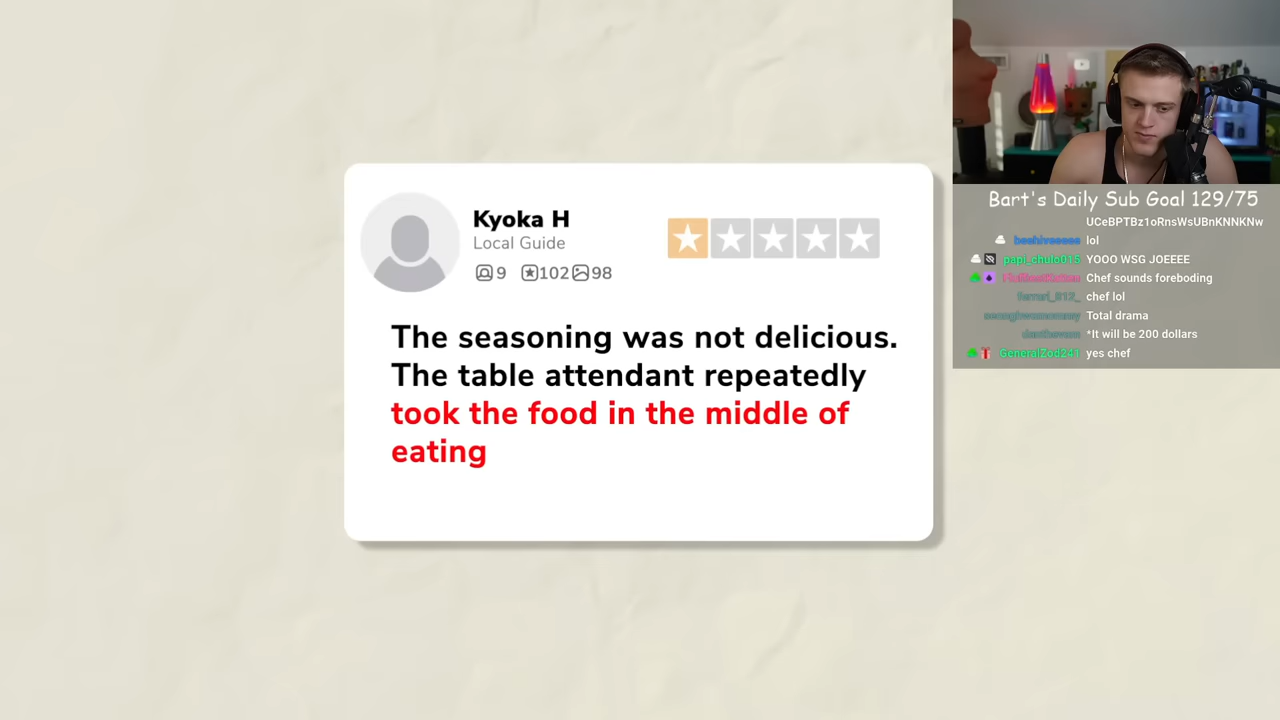 Kyoka H
Local Guide
9 102 98
The seasoning was not delicious.
The table attendant repeatedly
took the food in the middle of
eating
Bart's Daily Sub Goal 129/75
UCeBPTBz1oRnsWsUBnKNNKNw
lol
papi_chulo015 YOOO WSG JOEEEE
Chef sounds foreboding
chef lol
Total drama
*It will be 200 dollars
GeneralZod241 yes chef